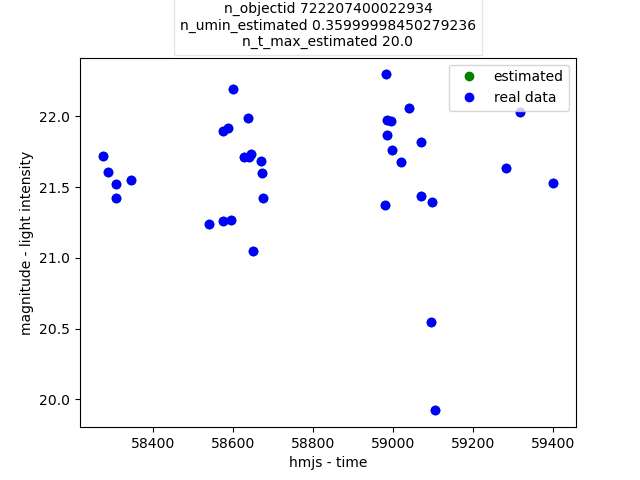 n_objectid 722207400022934
n_umin_estimated 0.35999998450279236
n_t_max_estimated 20.0
estimated
real data
22.0
21.5
21.0
20.5
20.0
magnitude - light intensity
58400 58600 58800 59000 59200 59400
hmjs - time